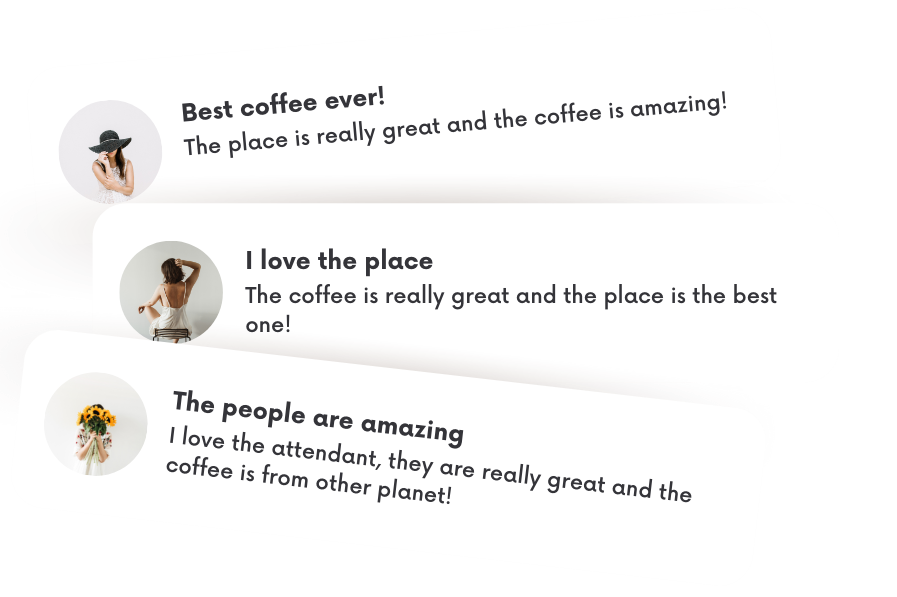 Best coffee ever!
The place is really great and the coffee is amazing!
I love the place
The coffee is really great and the place is the best
one!
The people are amazing
I love the attendant, they are really great and the
coffee is from other planet!